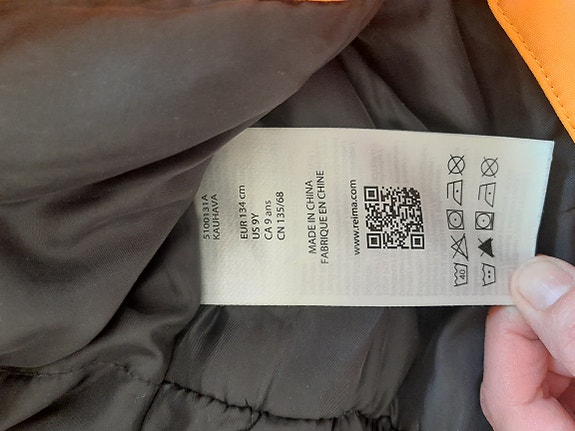 5100131A
KAUHAVA
EUR 134 cm
US 9Y
CA 9 ans
CN 135/68
MADE IN CHINA
FABRIQUE EN CHINE
www.reima.com
40